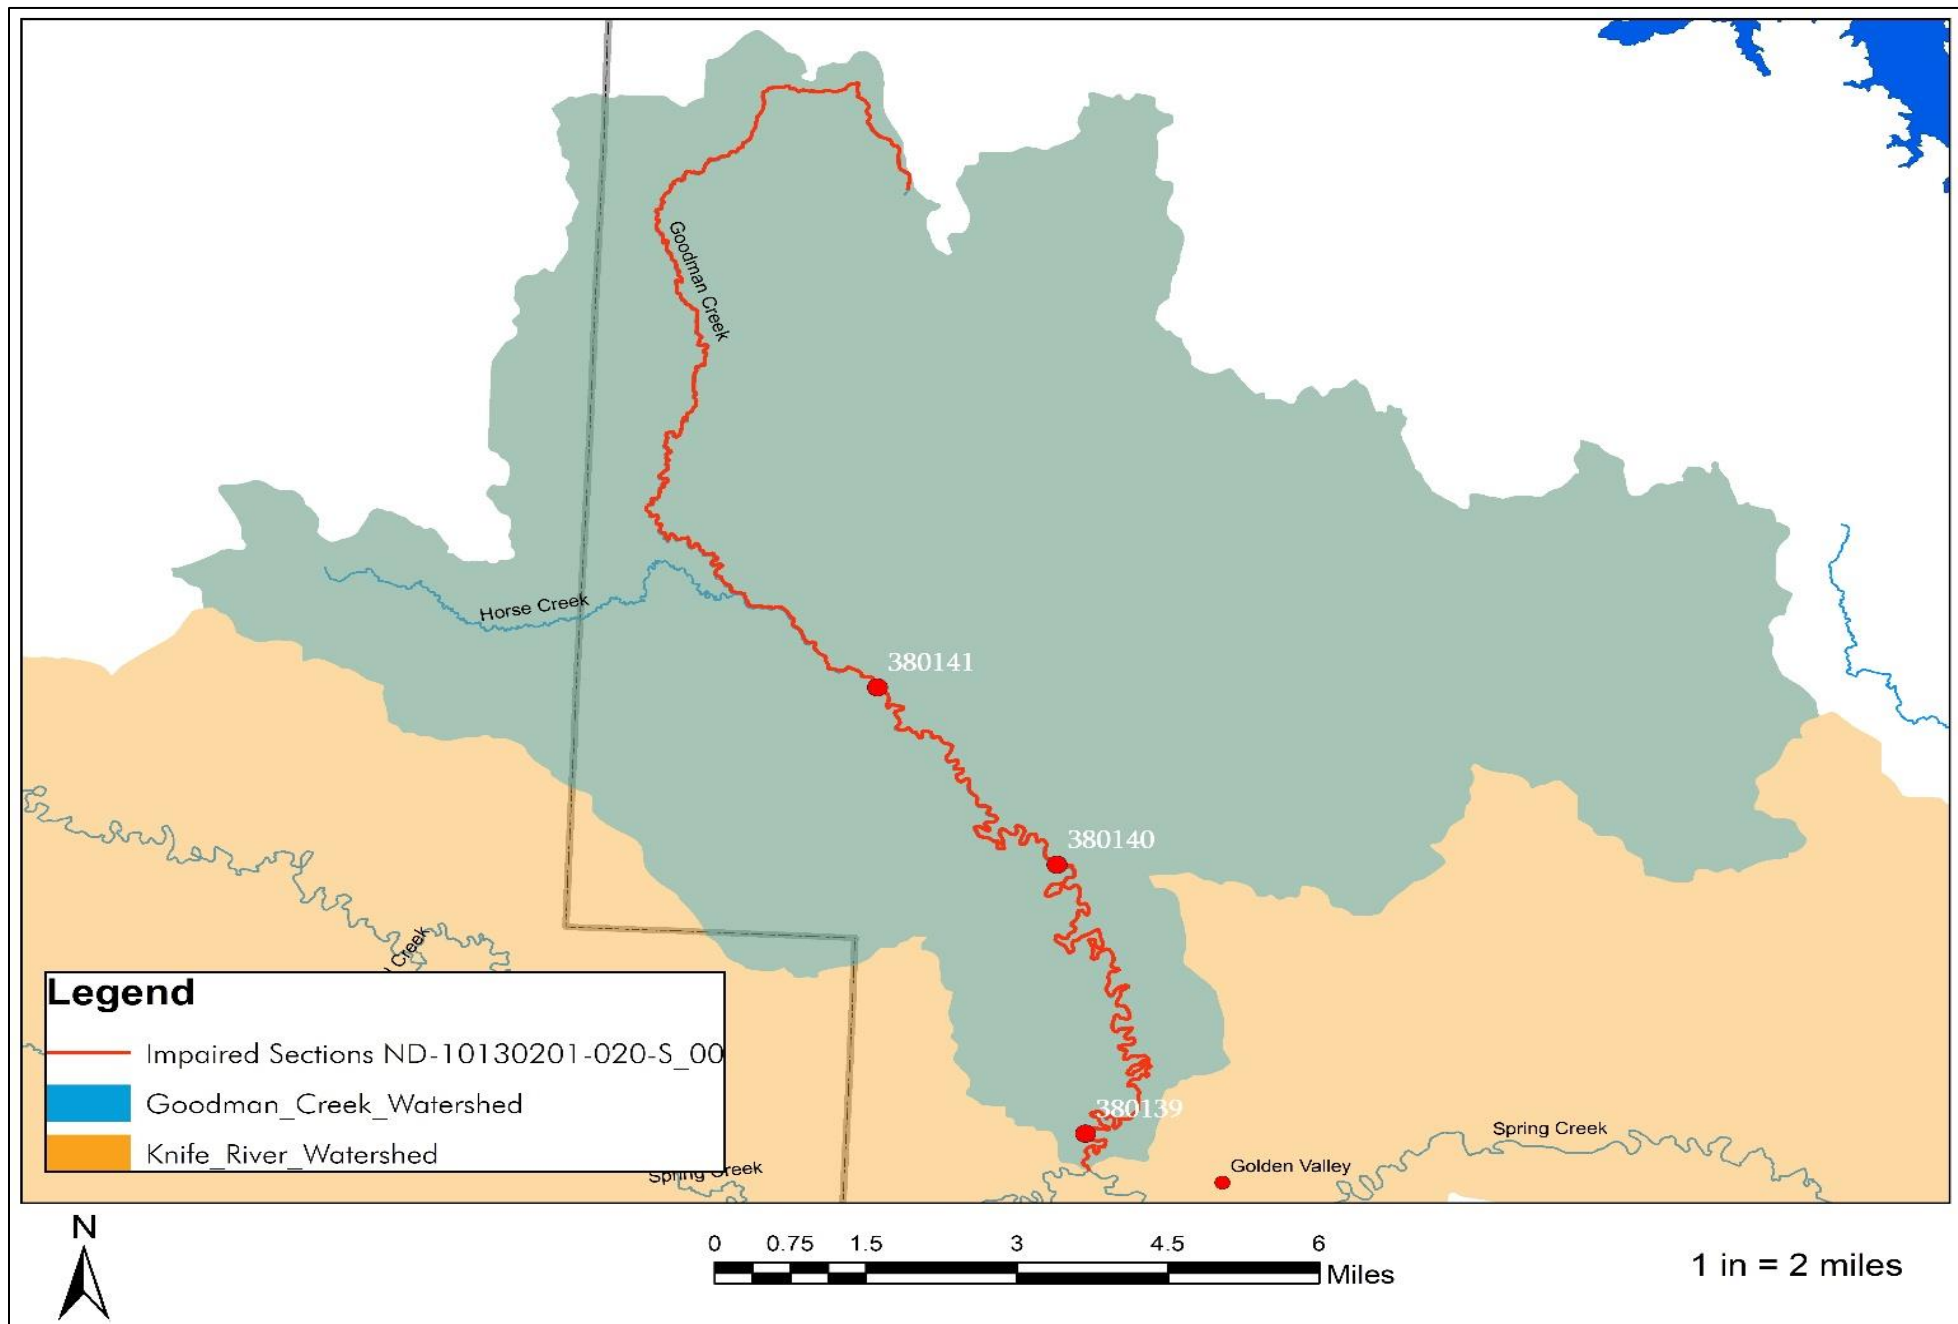 Goodman Creek
Horse Creek
380141
380140
Creek
Legend
Impaired Sections ND-10130201-020-S_00
Goodman_Creek_Watershed
Knife_River_Watershed
380139
Spring Creek
Spring Creek
Golden Valley
N
0 0.75 1.5 3 4.5 6
Miles
1 in = 2 miles